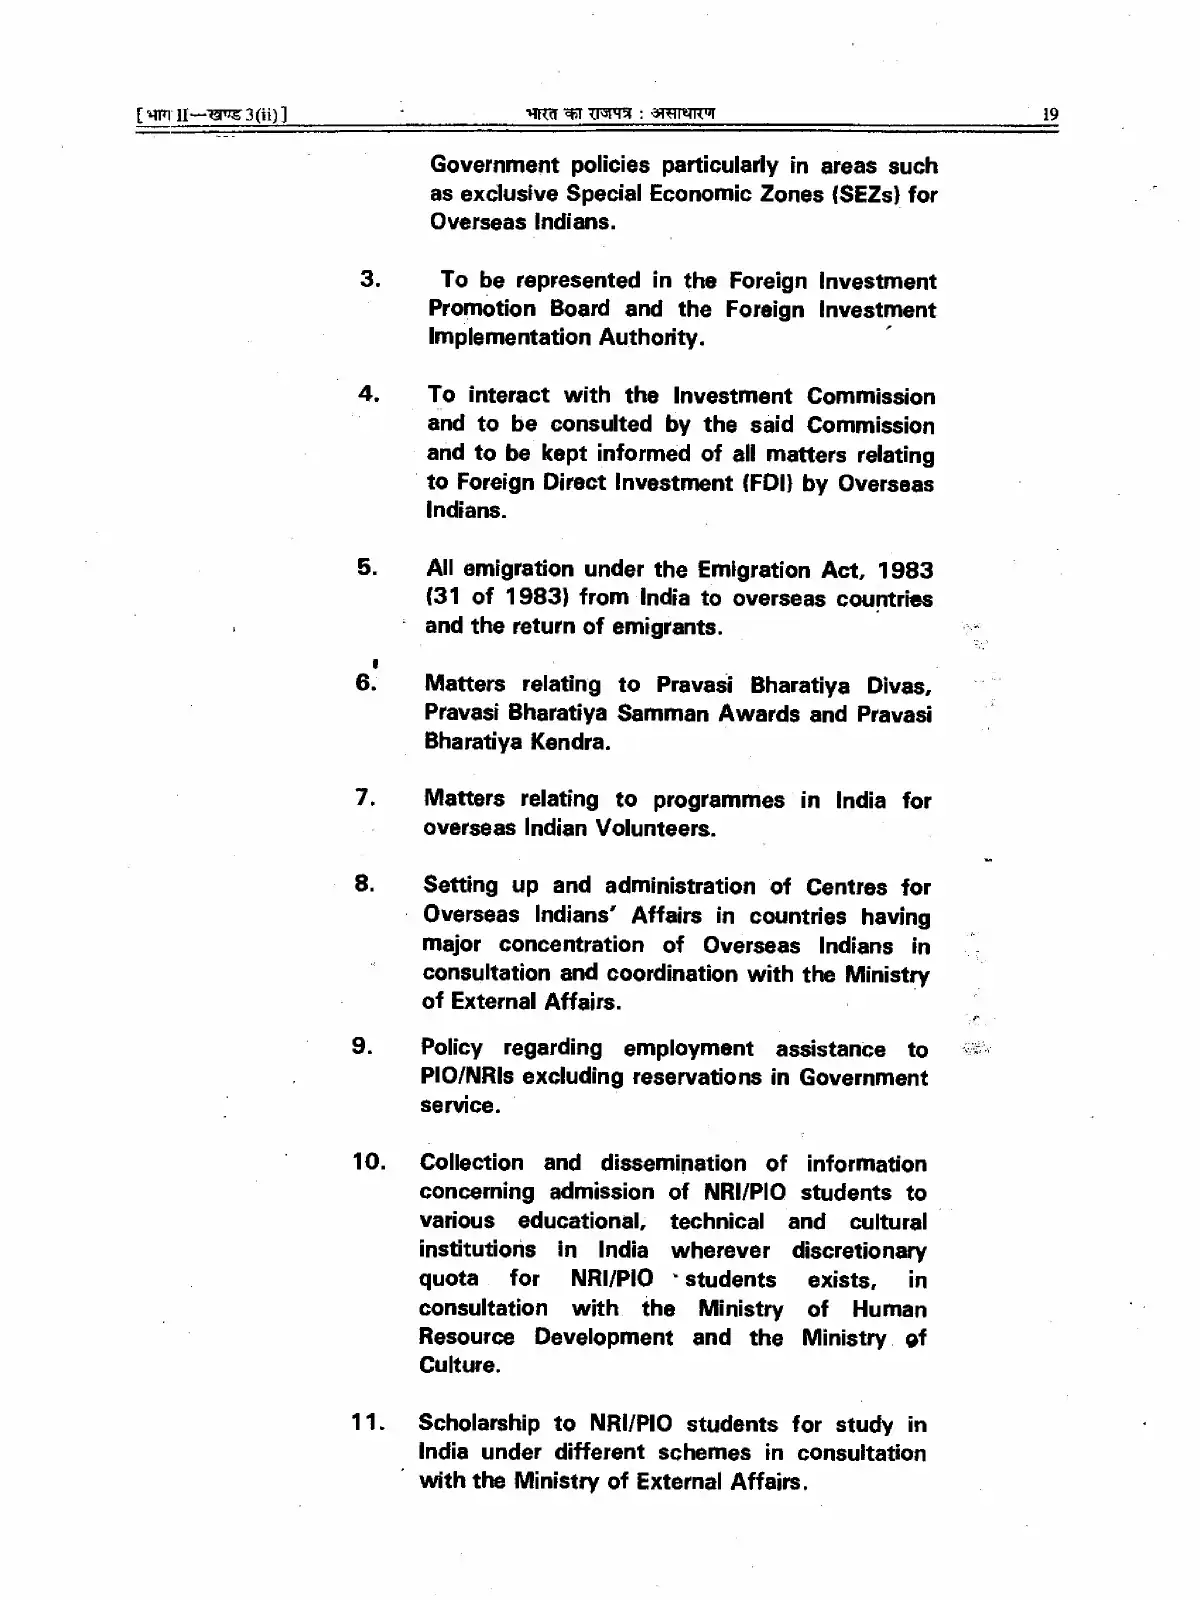 [ भाग II—खण्ड 3(ii) ] भारत का राजपत्र : असाधारण 19
Government policies particularly in areas such
as exclusive Special Economic Zones (SEZs) for
Overseas Indians.
3. To be represented in the Foreign Investment
Promotion Board and the Foreign Investment
Implementation Authority.
4. To interact with the Investment Commission
and to be consulted by the said Commission
and to be kept informed of all matters relating
to Foreign Direct Investment (FDI) by Overseas
Indians.
5. All emigration under the Emigration Act, 1983
(31 of 1983) from India to overseas countries
and the return of emigrants.
6. Matters relating to Pravasi Bharatiya Divas,
Pravasi Bharatiya Samman Awards and Pravasi
Bharatiya Kendra.
7. Matters relating to programmes in India for
overseas Indian Volunteers.
8. Setting up and administration of Centres for
Overseas Indians' Affairs in countries having
major concentration of Overseas Indians in
consultation and coordination with the Ministry
of External Affairs.
9. Policy regarding employment assistance to
PIO/NRIs excluding reservations in Government
service.
10. Collection and dissemination of information
concerning admission of NRI/PIO students to
various educational, technical and cultural
institutions in India wherever discretionary
quota for NRI/PIO students exists, in
consultation with the Ministry of Human
Resource Development and the Ministry of
Culture.
11. Scholarship to NRI/PIO students for study in
India under different schemes in consultation
with the Ministry of External Affairs.